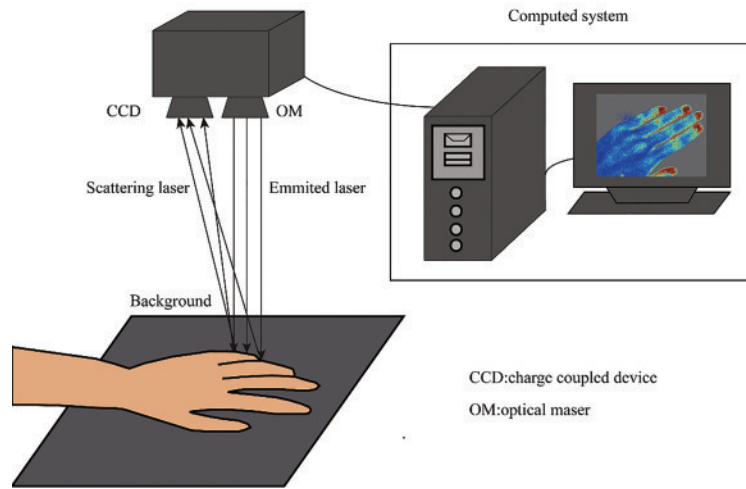 Computed system
CCD
OM
Scattering laser
Emmited laser
Background
CCD:charge coupled device
OM:optical maser